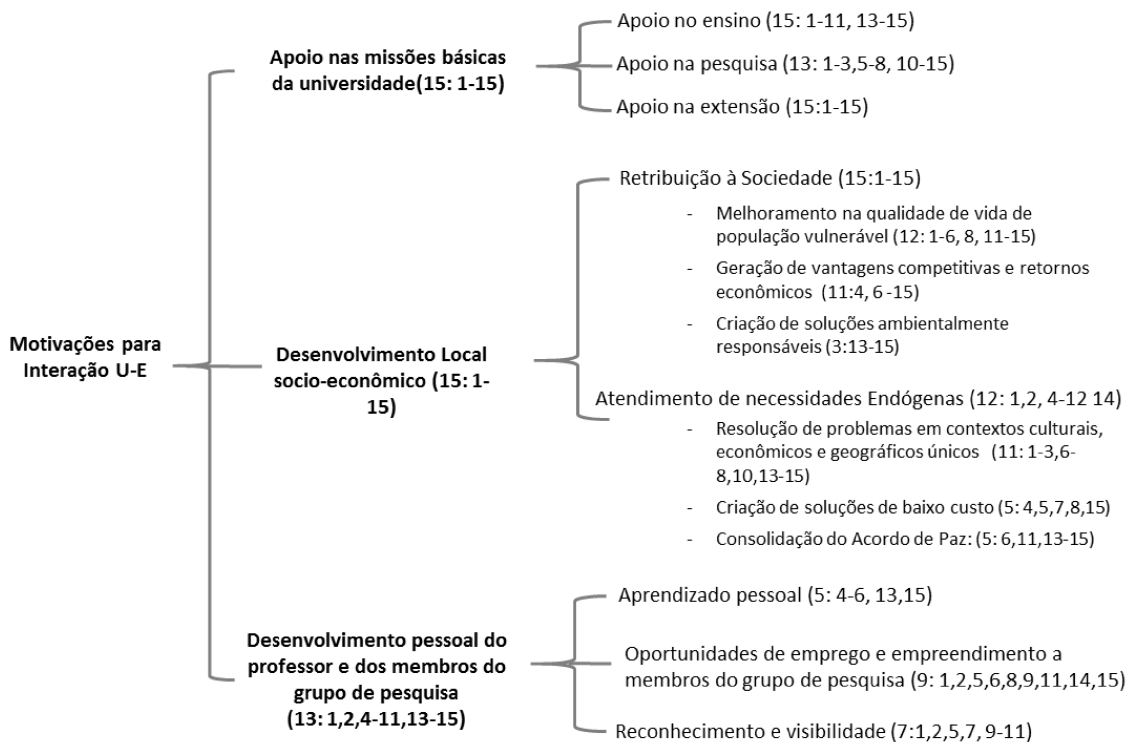 Motivações para
Interação U-E
Apoio nas missões básicas
da universidade(15: 1-15)
Apoio no ensino (15: 1-11, 13-15)
Apoio na pesquisa (13: 1-3,5-8, 10-15)
Apoio na extensão (15:1-15)
Desenvolvimento Local
socio-econômico (15: 1-
15)
Retribuição à Sociedade (15:1-15)
- Melhoramento na qualidade de vida de
população vulnerável (12: 1-6, 8, 11-15)
- Geração de vantagens competitivas e retornos
econômicos (11:4, 6 -15)
- Criação de soluções ambientalmente
responsáveis (3:13-15)
Atendimento de necessidades Endógenas (12: 1,2, 4-12 14)
- Resolução de problemas em contextos culturais,
econômicos e geográficos únicos (11: 1-3,6-
8,10,13-15)
- Criação de soluções de baixo custo (5: 4,5,7,8,15)
- Consolidação do Acordo de Paz: (5: 6,11,13-15)
Desenvolvimento pessoal do
professor e dos membros do
grupo de pesquisa
(13: 1,2,4-11,13-15)
Aprendizado pessoal (5: 4-6, 13,15)
Oportunidades de emprego e empreendimento a
membros do grupo de pesquisa (9: 1,2,5,6,8,9,11,14,15)
Reconhecimento e visibilidade (7:1,2,5,7, 9-11)